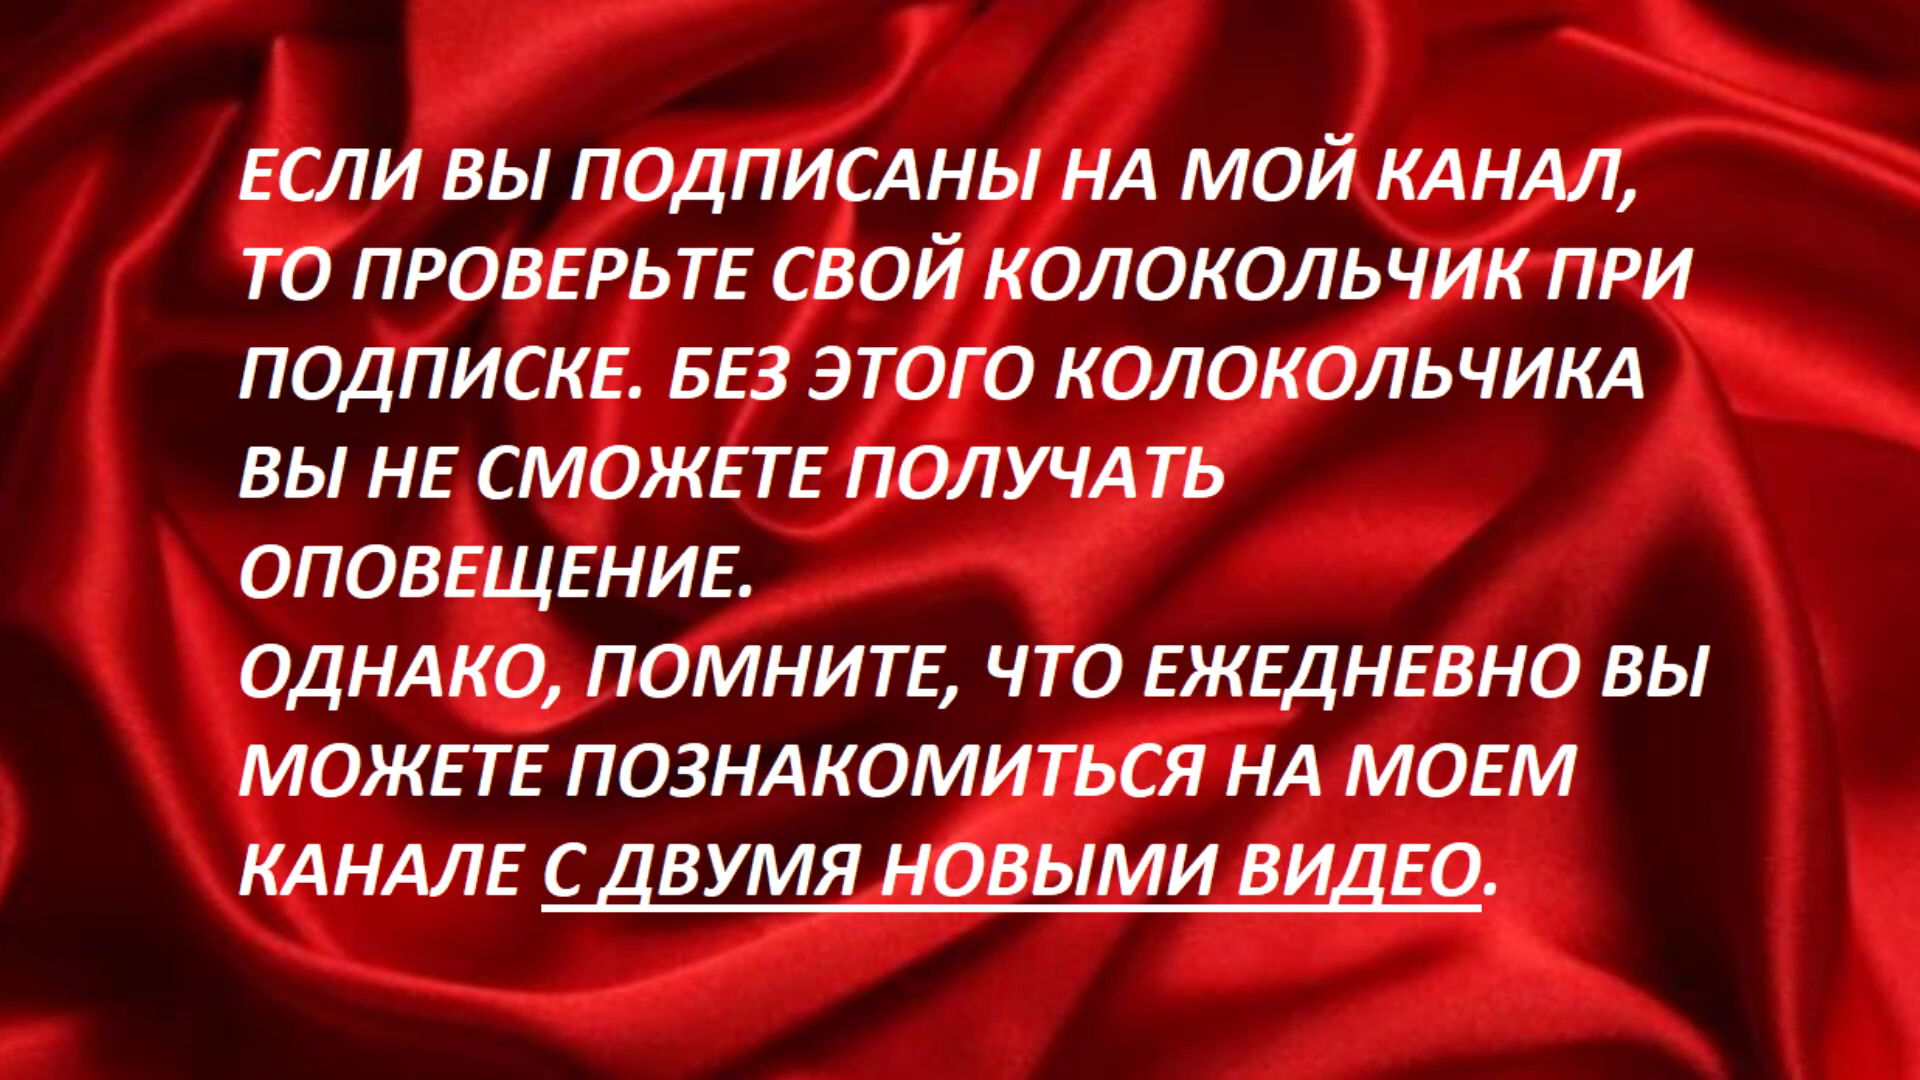 ЕСЛИ ВЫ ПОДПИСАНЫ НА МОЙ КАНАЛ,
ТО ПРОВЕРЬТЕ СВОЙ КОЛОКОЛЬЧИК ПРИ
ПОДПИСКЕ. БЕЗ ЭТОГО КОЛОКОЛЬЧИКА
ВЫ НЕ СМОЖЕТЕ ПОЛУЧАТЬ
ОПОВЕЩЕНИЕ.
ОДНАКО, ПОМНИТЕ, ЧТО ЕЖЕДНЕВНО ВЫ
МОЖЕТЕ ПОЗНАКОМИТЬСЯ НА МОЕМ
КАНАЛЕ С ДВУМЯ НОВЫМИ ВИДЕО.